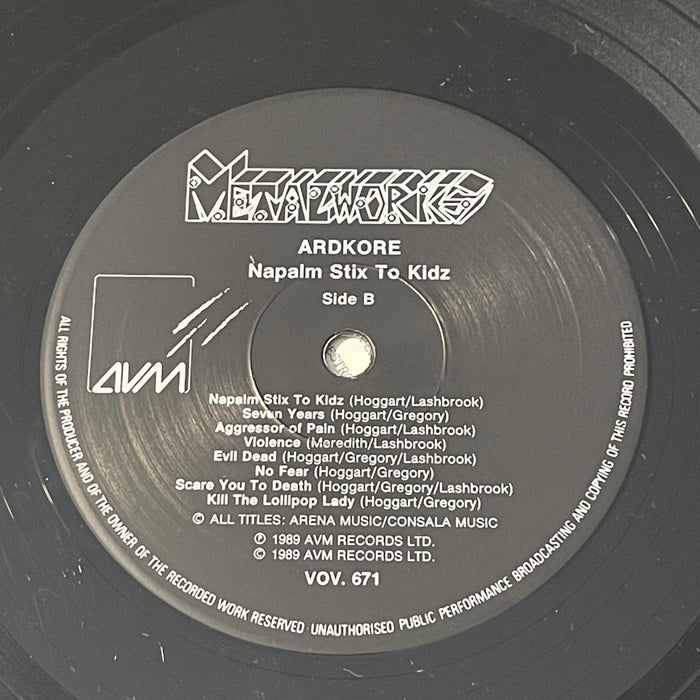 METALWORKS
ARDKORE
Napalm Stix To Kidz
Side B
AVM
Napalm Stix To Kidz (Hoggart/Lashbrook)
Seven Years (Hoggart/Gregory)
Aggressor of Pain (Hoggart/Lashbrook)
Violence (Meredith/Lashbrook)
Evil Dead (Hoggart/Gregory/Lashbrook)
No Fear (Hoggart/Gregory)
Scare You To Death (Hoggart/Gregory/Lashbrook)
Kill The Lollipop Lady (Hoggart/Gregory)
© ALL TITLES: ARENA MUSIC/CONSALA MUSIC
℗ 1989 AVM RECORDS LTD.
© 1989 AVM RECORDS LTD.
VOV. 671
ALL RIGHTS OF THE PRODUCER AND OF THE OWNER OF THE RECORDED WORK RESERVED UNAUTHORISED PUBLIC PERFORMANCE BROADCASTING AND COPYING OF THIS RECORD PROHIBITED